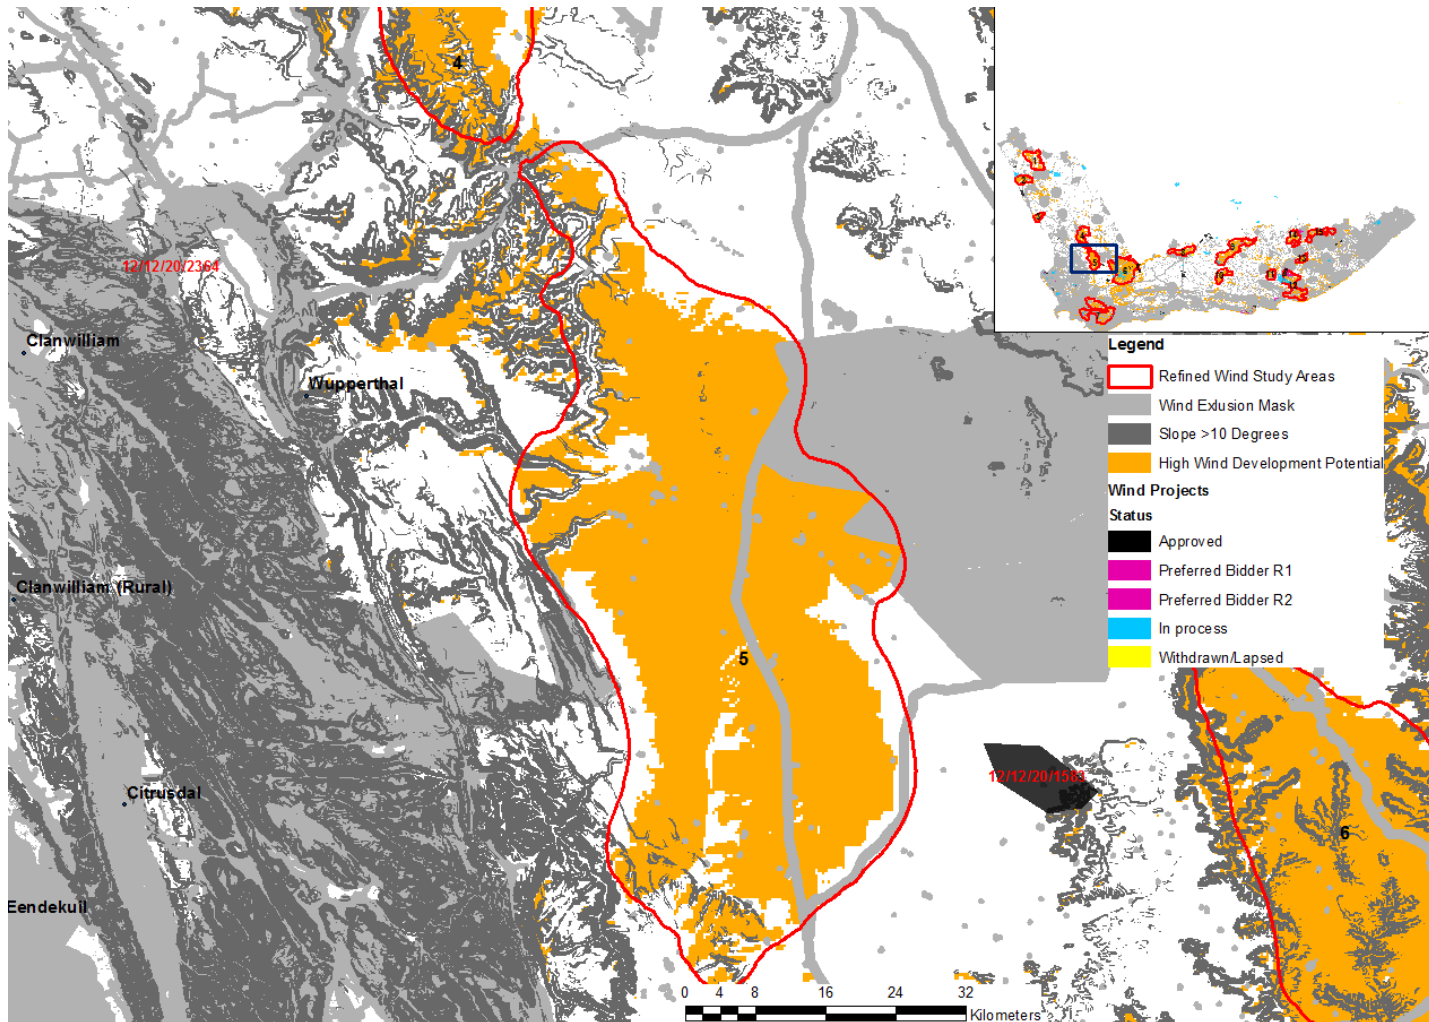 4
12/12/20/2364
Clanwilliam
Wupperthal
Clanwilliam (Rural)
5
Citrusdal
Eendekuil
12/12/20/1583
6
Legend
Refined Wind Study Areas
Wind Exlusion Mask
Slope >10 Degrees
High Wind Development Potential
Wind Projects
Status
Approved
Preferred Bidder R1
Preferred Bidder R2
In process
Withdrawn/Lapsed
0 4 8 16 24 32
Kilometers